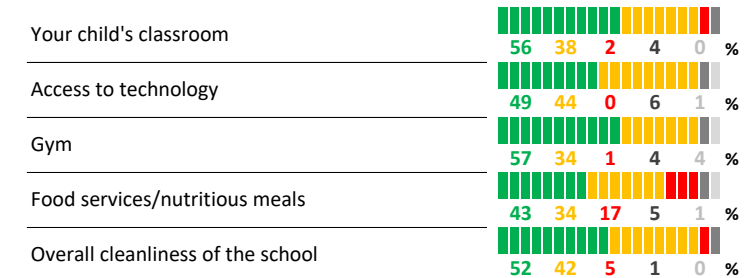 Your child's classroom
56 38 2 4 0 %
Access to technology
49 44 0 6 1 %
Gym
57 34 1 4 4 %
Food services/nutritious meals
43 34 17 5 1 %
Overall cleanliness of the school
52 42 5 1 0 %